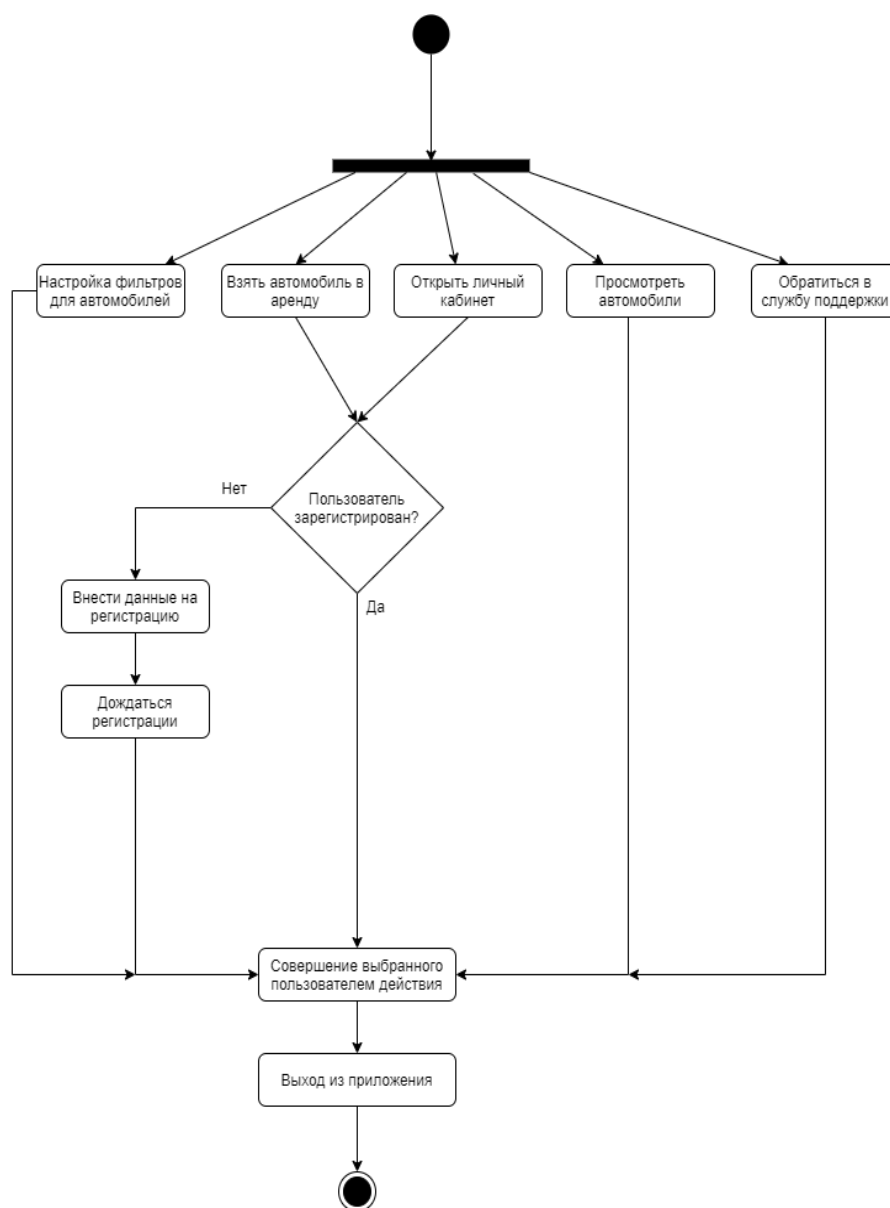 Настройка фильтров
для автомобилей
Взять автомобиль в
аренду
Открыть личный
кабинет
Просмотреть
автомобили
Обратиться в
службу поддержки
Пользователь
зарегистрирован?
Нет
Да
Внести данные на
регистрацию
Дождаться
регистрации
Совершение выбранного
пользователем действия
Выход из приложения